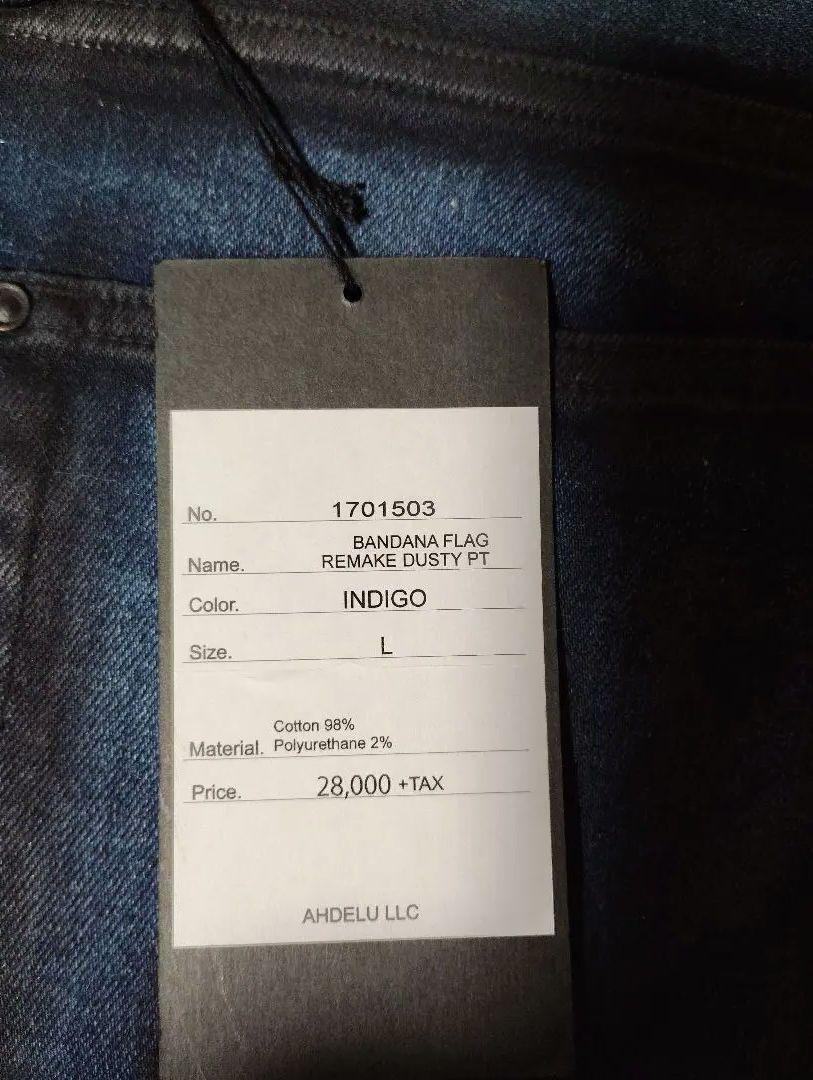 No. 1701503
BANDANA FLAG
Name. REMAKE DUSTY PT
Color. INDIGO
Size. L
Cotton 98%
Material. Polyurethane 2%
Price. 28,000 +TAX
AHDELU LLC